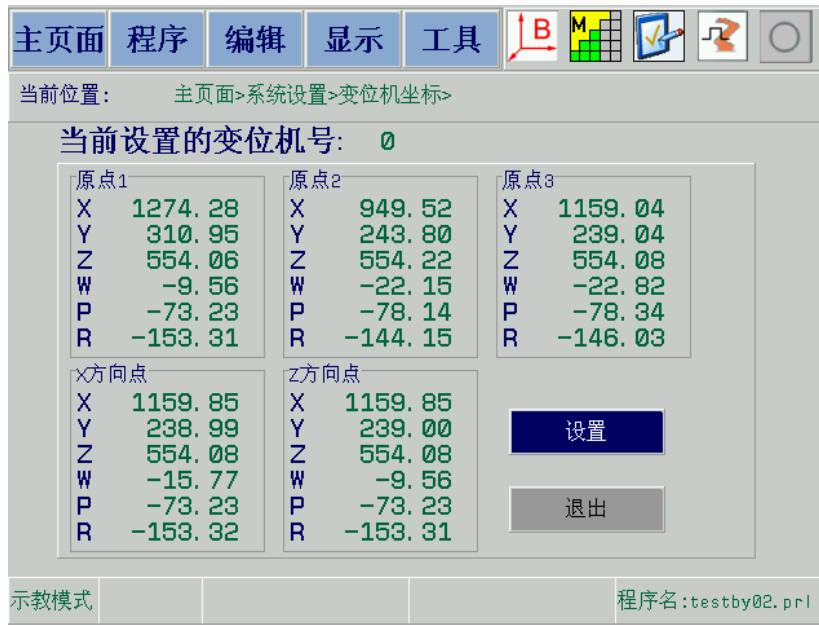 主页面 程序 编辑 显示 工具 B M
当前位置: 主页面>系统设置>变位机坐标>
当前设置的变位机号: 0
原点1 原点2 原点3
X 1274.28 X 949.52 X 1159.04
Y 310.95 Y 243.80 Y 239.04
Z 554.06 Z 554.22 Z 554.08
W -9.56 W -22.15 W -22.82
P -73.23 P -78.14 P -78.34
R -153.31 R -144.15 R -146.03
X方向点 Z方向点
X 1159.85 X 1159.85
Y 238.99 Y 239.00 设置
Z 554.08 Z 554.08
W -15.77 W -9.56
P -73.23 P -73.23 退出
R -153.32 R -153.31
示教模式 程序名:testby02.prl